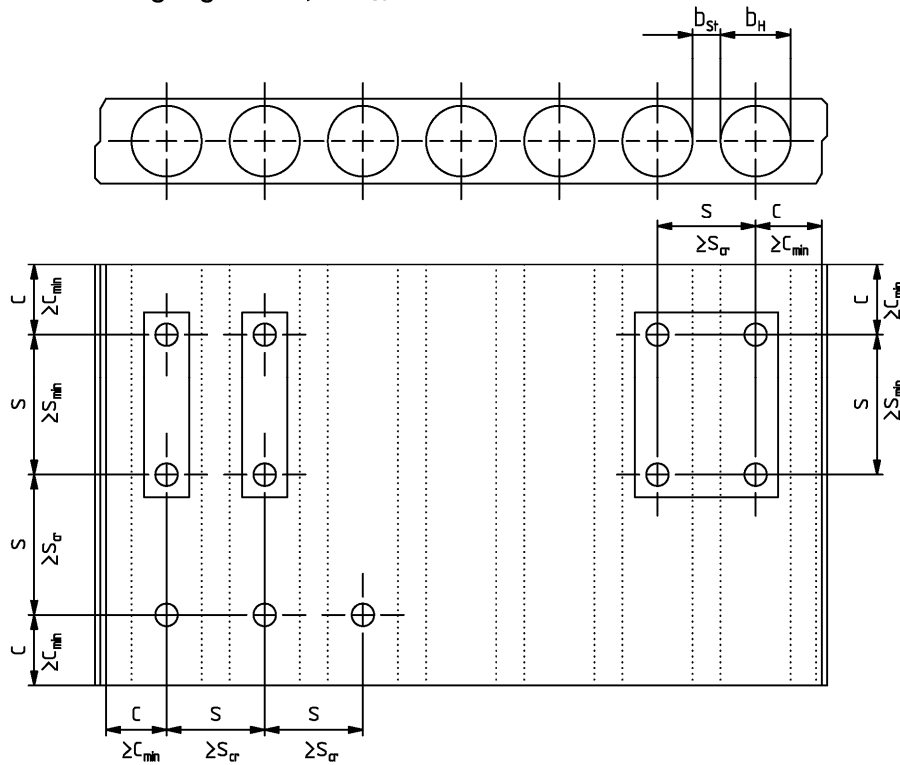 b_St b_H
S C
≥S_cr ≥C_min
C ≥C_min
S ≥S_min
S ≥S_cr
C ≥C_min
C ≥C_min
S ≥S_min
C S S
≥C_min ≥S_cr ≥S_cr